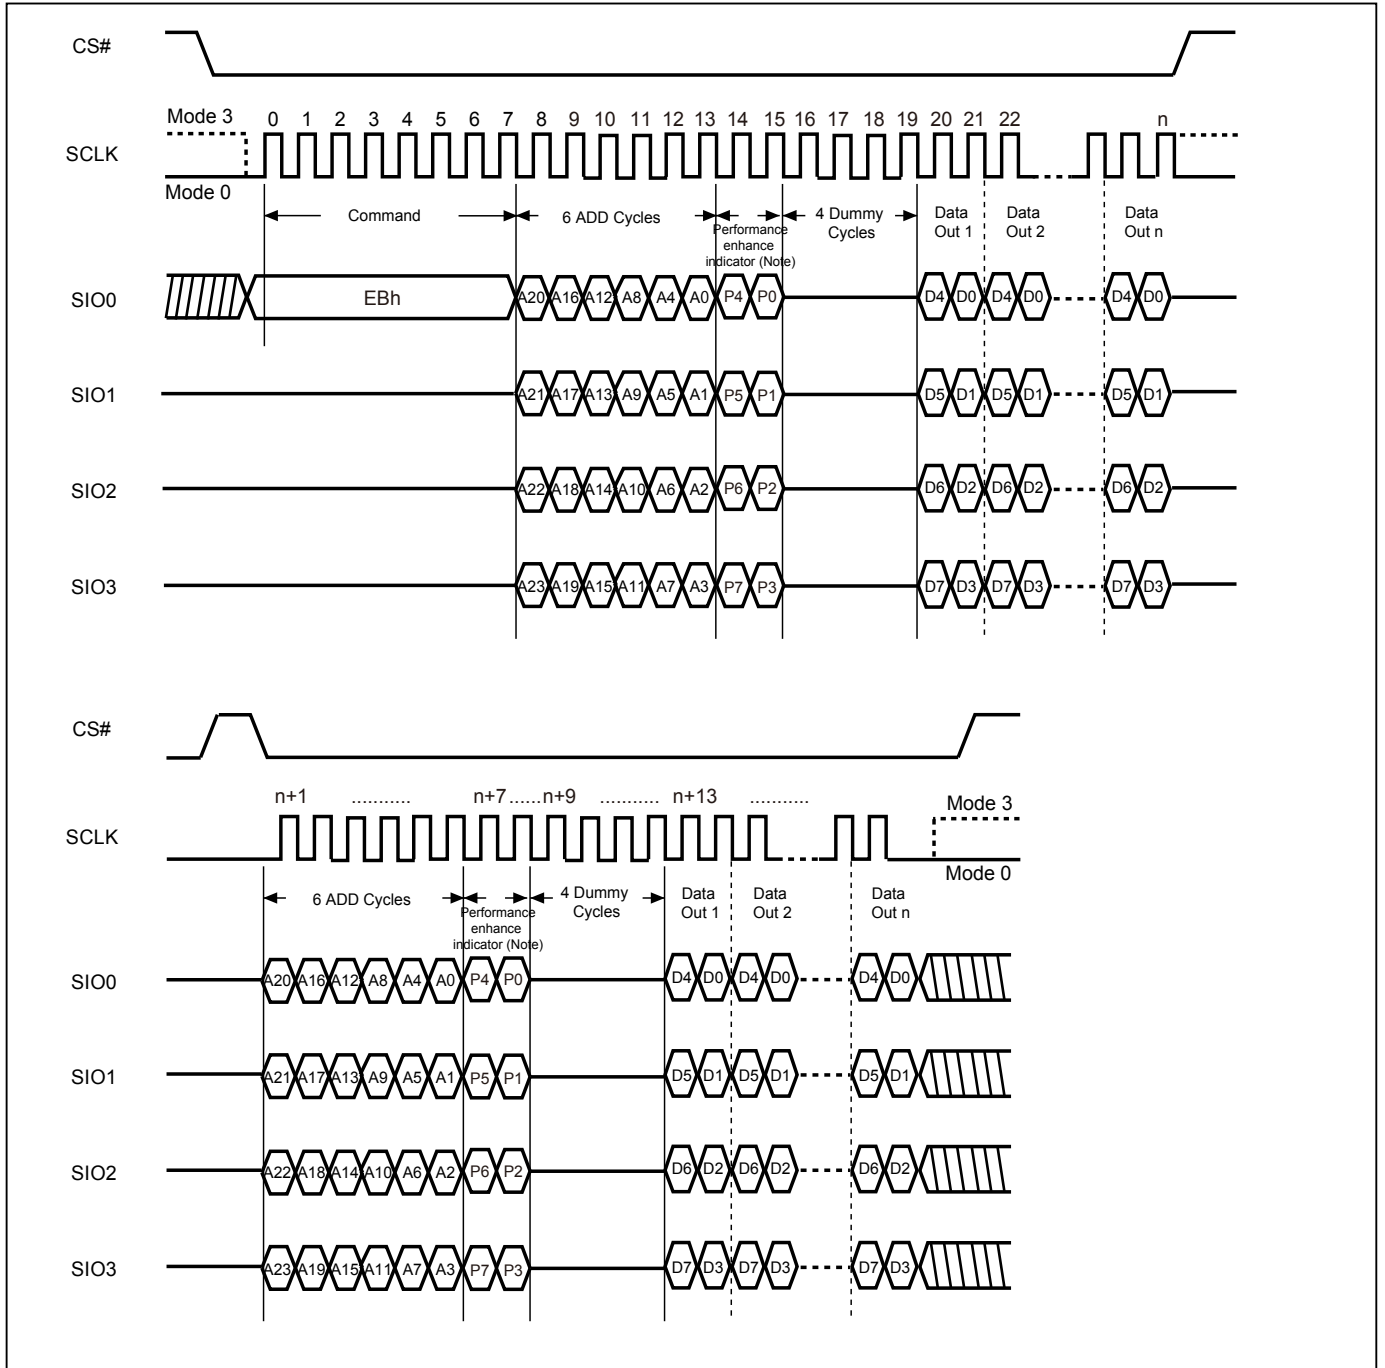 CS#
Mode 3
0 1 2 3 4 5 6 7 8 9 10 11 12 13 14 15 16 17 18 19 20 21 22 n
SCLK
Mode 0
Command
6 ADD Cycles
Performance
enhance
indicator (Note)
4 Dummy
Cycles
Data
Out 1
Data
Out 2
Data
Out n
SIO0
EBh
A20 A16 A12 A8 A4 A0 P4 P0 D4 D0 D4 D0 D4 D0
SIO1
A21 A17 A13 A9 A5 A1 P5 P1 D5 D1 D5 D1 D5 D1
SIO2
A22 A18 A14 A10 A6 A2 P6 P2 D6 D2 D6 D2 D6 D2
SIO3
A23 A19 A15 A11 A7 A3 P7 P3 D7 D3 D7 D3 D7 D3
CS#
n+1 ........... n+7 ...... n+9 ........... n+13 ...........
Mode 3
SCLK
Mode 0
6 ADD Cycles
Performance
enhance
indicator (Note)
4 Dummy
Cycles
Data
Out 1
Data
Out 2
Data
Out n
SIO0
A20 A16 A12 A8 A4 A0 P4 P0 D4 D0 D4 D0 D4 D0
SIO1
A21 A17 A13 A9 A5 A1 P5 P1 D5 D1 D5 D1 D5 D1
SIO2
A22 A18 A14 A10 A6 A2 P6 P2 D6 D2 D6 D2 D6 D2
SIO3
A23 A19 A15 A11 A7 A3 P7 P3 D7 D3 D7 D3 D7 D3